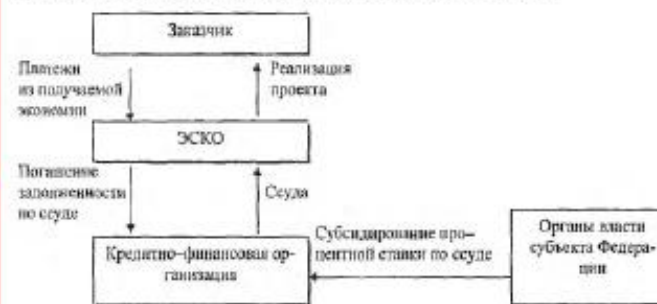 Заказчик
Платежи
из получаемой
экономии
Реализация
проекта
ЭСКО
Погашение
задолженности
по ссуде
Ссуда
Кредитно–финансовая ор-
ганизация
Субсидирование про-
центной ставки по ссуде
Органы власти
субъекта Федера-
ции